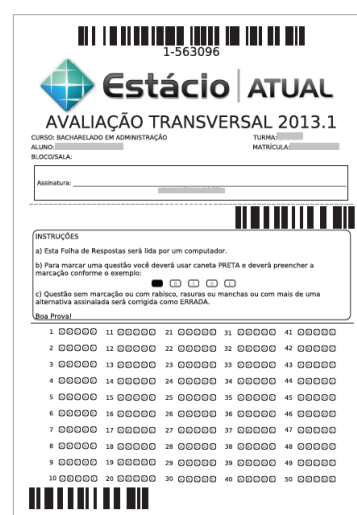 1-563096
Estácio ATUAL
AVALIAÇÃO TRANSVERSAL 2013.1
CURSO: BACHARELADO EM ADMINISTRAÇÃO TURMA:
ALUNO: MATRÍCULA:
BLOCO/SALA:
Assinatura:
INSTRUÇÕES
a) Esta Folha de Respostas será lida por um computador.
b) Para marcar uma questão você deverá usar caneta PRETA e deverá preencher a
marcação conforme o exemplo:
B C D E
c) Questão sem marcação ou com rabisco, rasuras ou manchas ou com mais de uma
alternativa assinalada será corrigida como ERRADA.
Boa Prova!
1 A B C D E 11 A B C D E 21 A B C D E 31 A B C D E 41 A B C D E
2 A B C D E 12 A B C D E 22 A B C D E 32 A B C D E 42 A B C D E
3 A B C D E 13 A B C D E 23 A B C D E 33 A B C D E 43 A B C D E
4 A B C D E 14 A B C D E 24 A B C D E 34 A B C D E 44 A B C D E
5 A B C D E 15 A B C D E 25 A B C D E 35 A B C D E 45 A B C D E
6 A B C D E 16 A B C D E 26 A B C D E 36 A B C D E 46 A B C D E
7 A B C D E 17 A B C D E 27 A B C D E 37 A B C D E 47 A B C D E
8 A B C D E 18 A B C D E 28 A B C D E 38 A B C D E 48 A B C D E
9 A B C D E 19 A B C D E 29 A B C D E 39 A B C D E 49 A B C D E
10 A B C D E 20 A B C D E 30 A B C D E 40 A B C D E 50 A B C D E